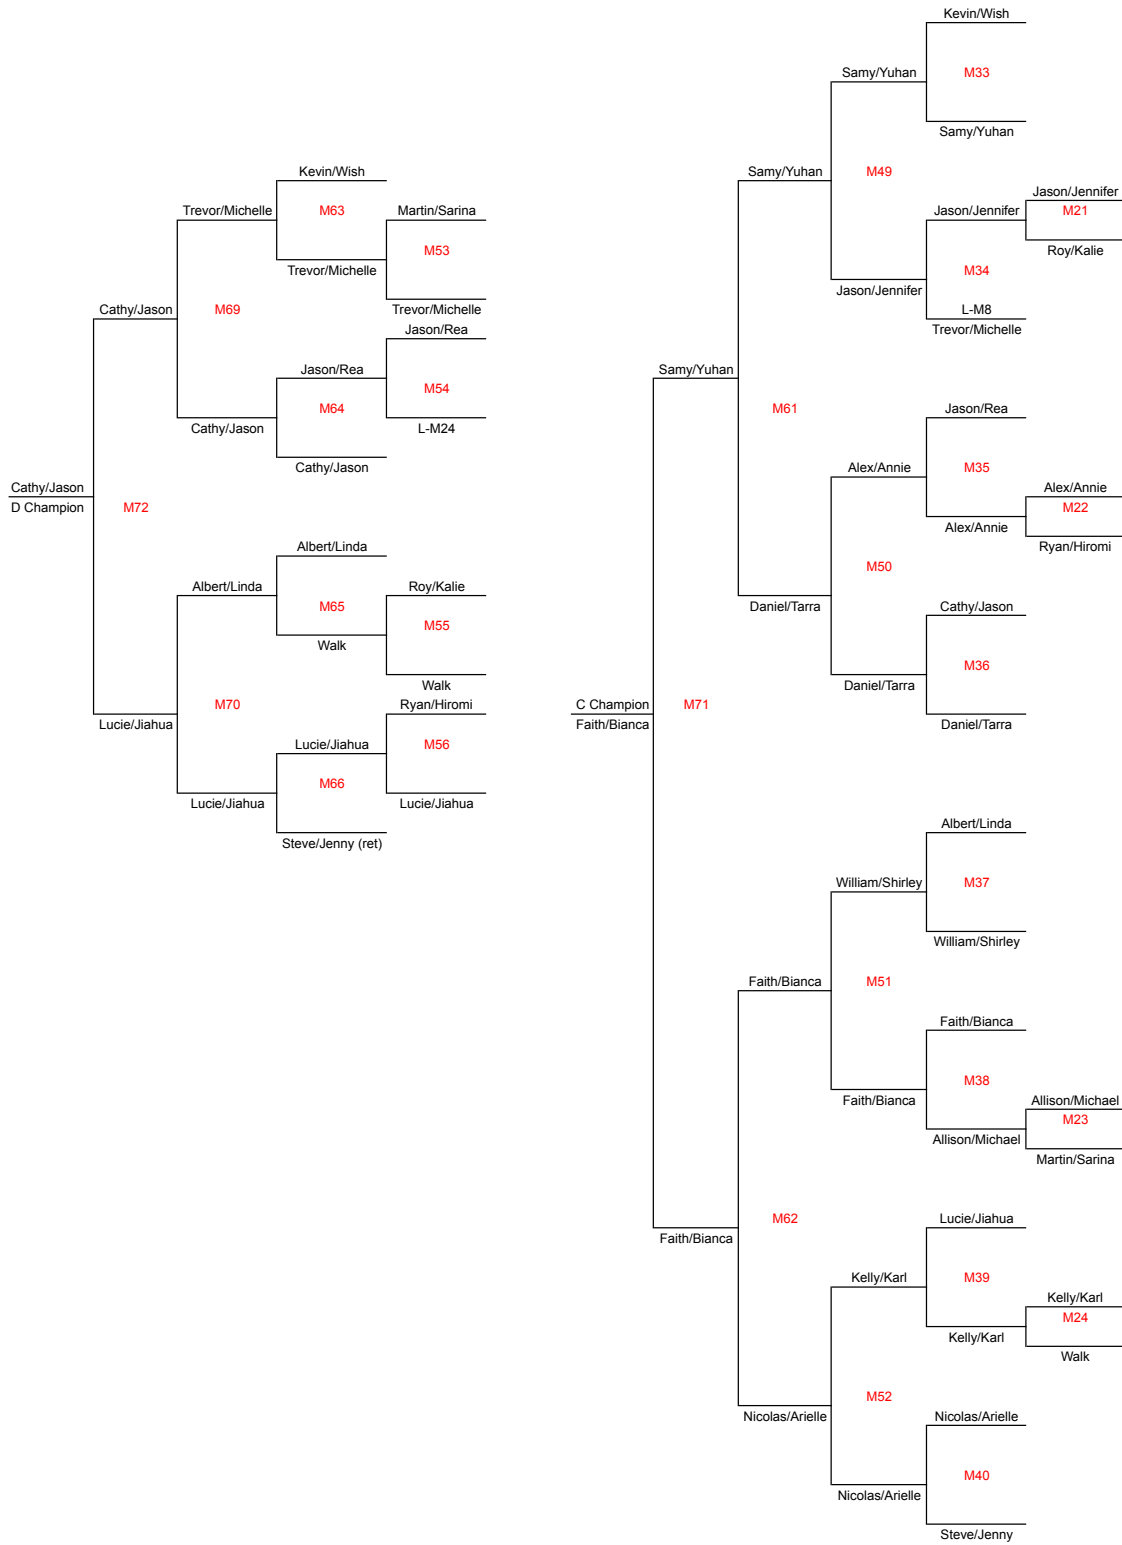 Kevin/Wish
M33
Samy/Yuhan
Samy/Yuhan
M49
Samy/Yuhan
Jason/Jennifer
M21
Roy/Kalie
Jason/Jennifer
M34
L-M8
Trevor/Michelle
Jason/Jennifer
Samy/Yuhan
M61
Jason/Rea
M35
Alex/Annie
M22
Ryan/Hiromi
Alex/Annie
Alex/Annie
M50
Cathy/Jason
M36
Daniel/Tarra
Daniel/Tarra
Daniel/Tarra
C Champion
Faith/Bianca
M71
Albert/Linda
M37
William/Shirley
William/Shirley
M51
Faith/Bianca
Faith/Bianca
M38
Allison/Michael
M23
Martin/Sarina
Allison/Michael
Faith/Bianca
Faith/Bianca
M62
Lucie/Jiahua
M39
Kelly/Karl
M24
Walk
Kelly/Karl
Kelly/Karl
M52
Nicolas/Arielle
Nicolas/Arielle
M40
Steve/Jenny
Nicolas/Arielle
Kevin/Wish
M63
Trevor/Michelle
Martin/Sarina
M53
Trevor/Michelle
Trevor/Michelle
M69
Cathy/Jason
Jason/Rea
M54
L-M24
Jason/Rea
M64
Cathy/Jason
Cathy/Jason
Cathy/Jason
D Champion
M72
Albert/Linda
Albert/Linda
M65
Walk
Roy/Kalie
M55
Walk
M70
Lucie/Jiahua
Ryan/Hiromi
M56
Lucie/Jiahua
Lucie/Jiahua
M66
Lucie/Jiahua
Steve/Jenny (ret)